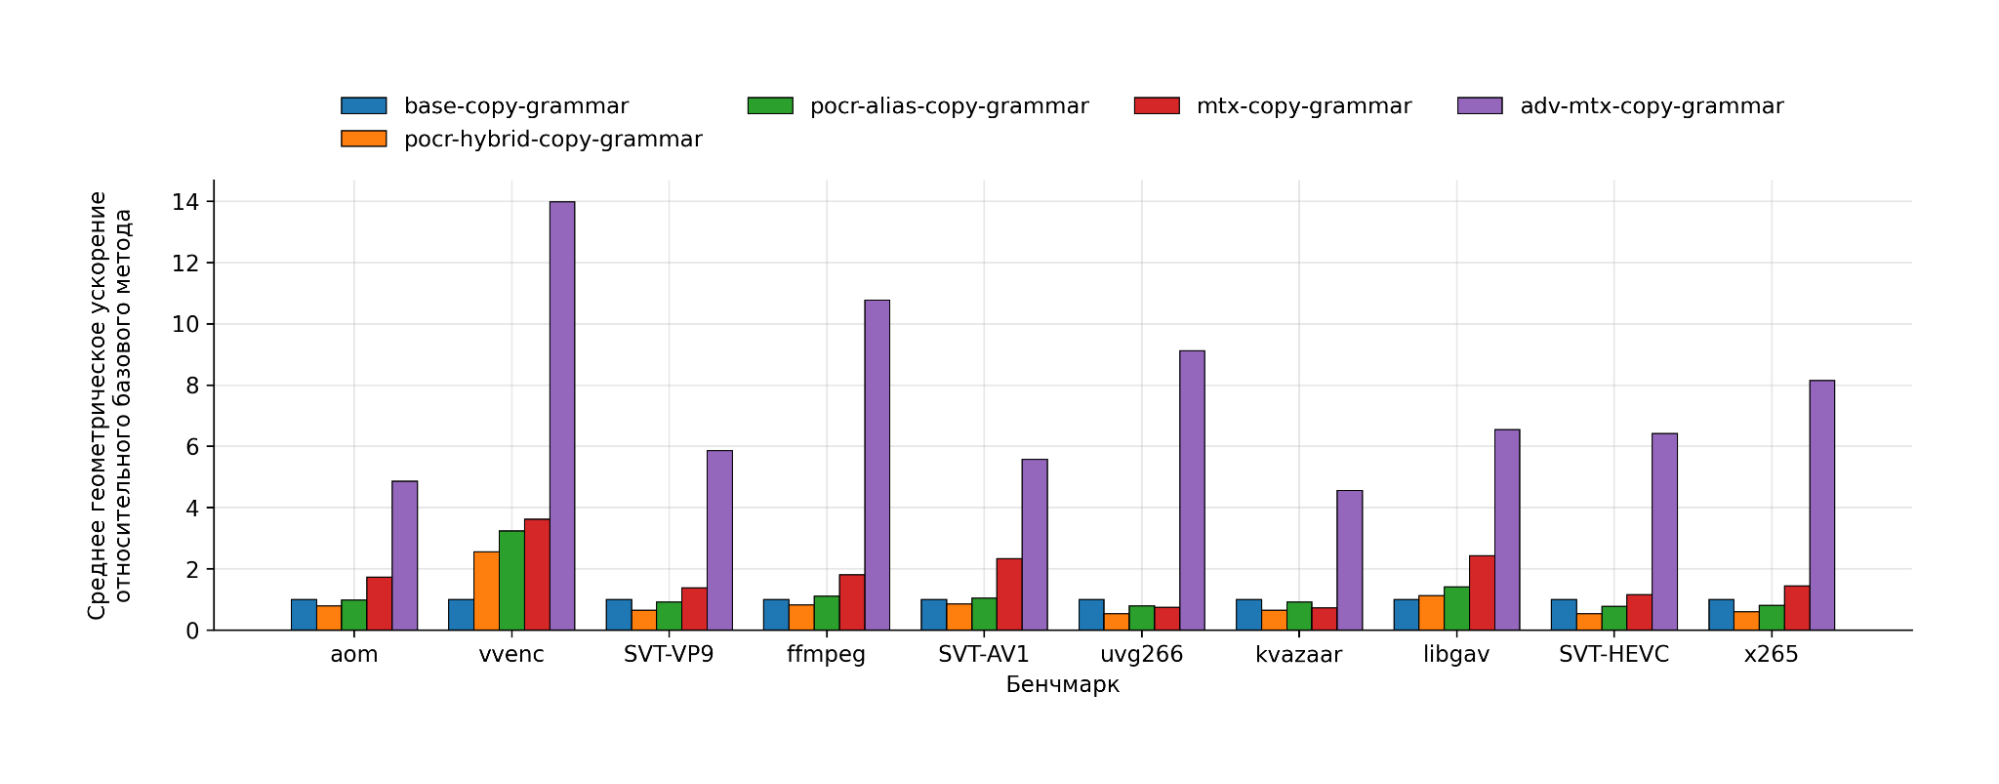 base-copy-grammar
pocr-hybrid-copy-grammar
pocr-alias-copy-grammar
mtx-copy-grammar
adv-mtx-copy-grammar
Среднее геометрическое ускорение
относительного базового метода
14
12
10
8
6
4
2
0
aom
vvenc
SVT-VP9
ffmpeg
SVT-AV1
uvg266
kvazaar
libgav
SVT-HEVC
x265
Бенчмарк